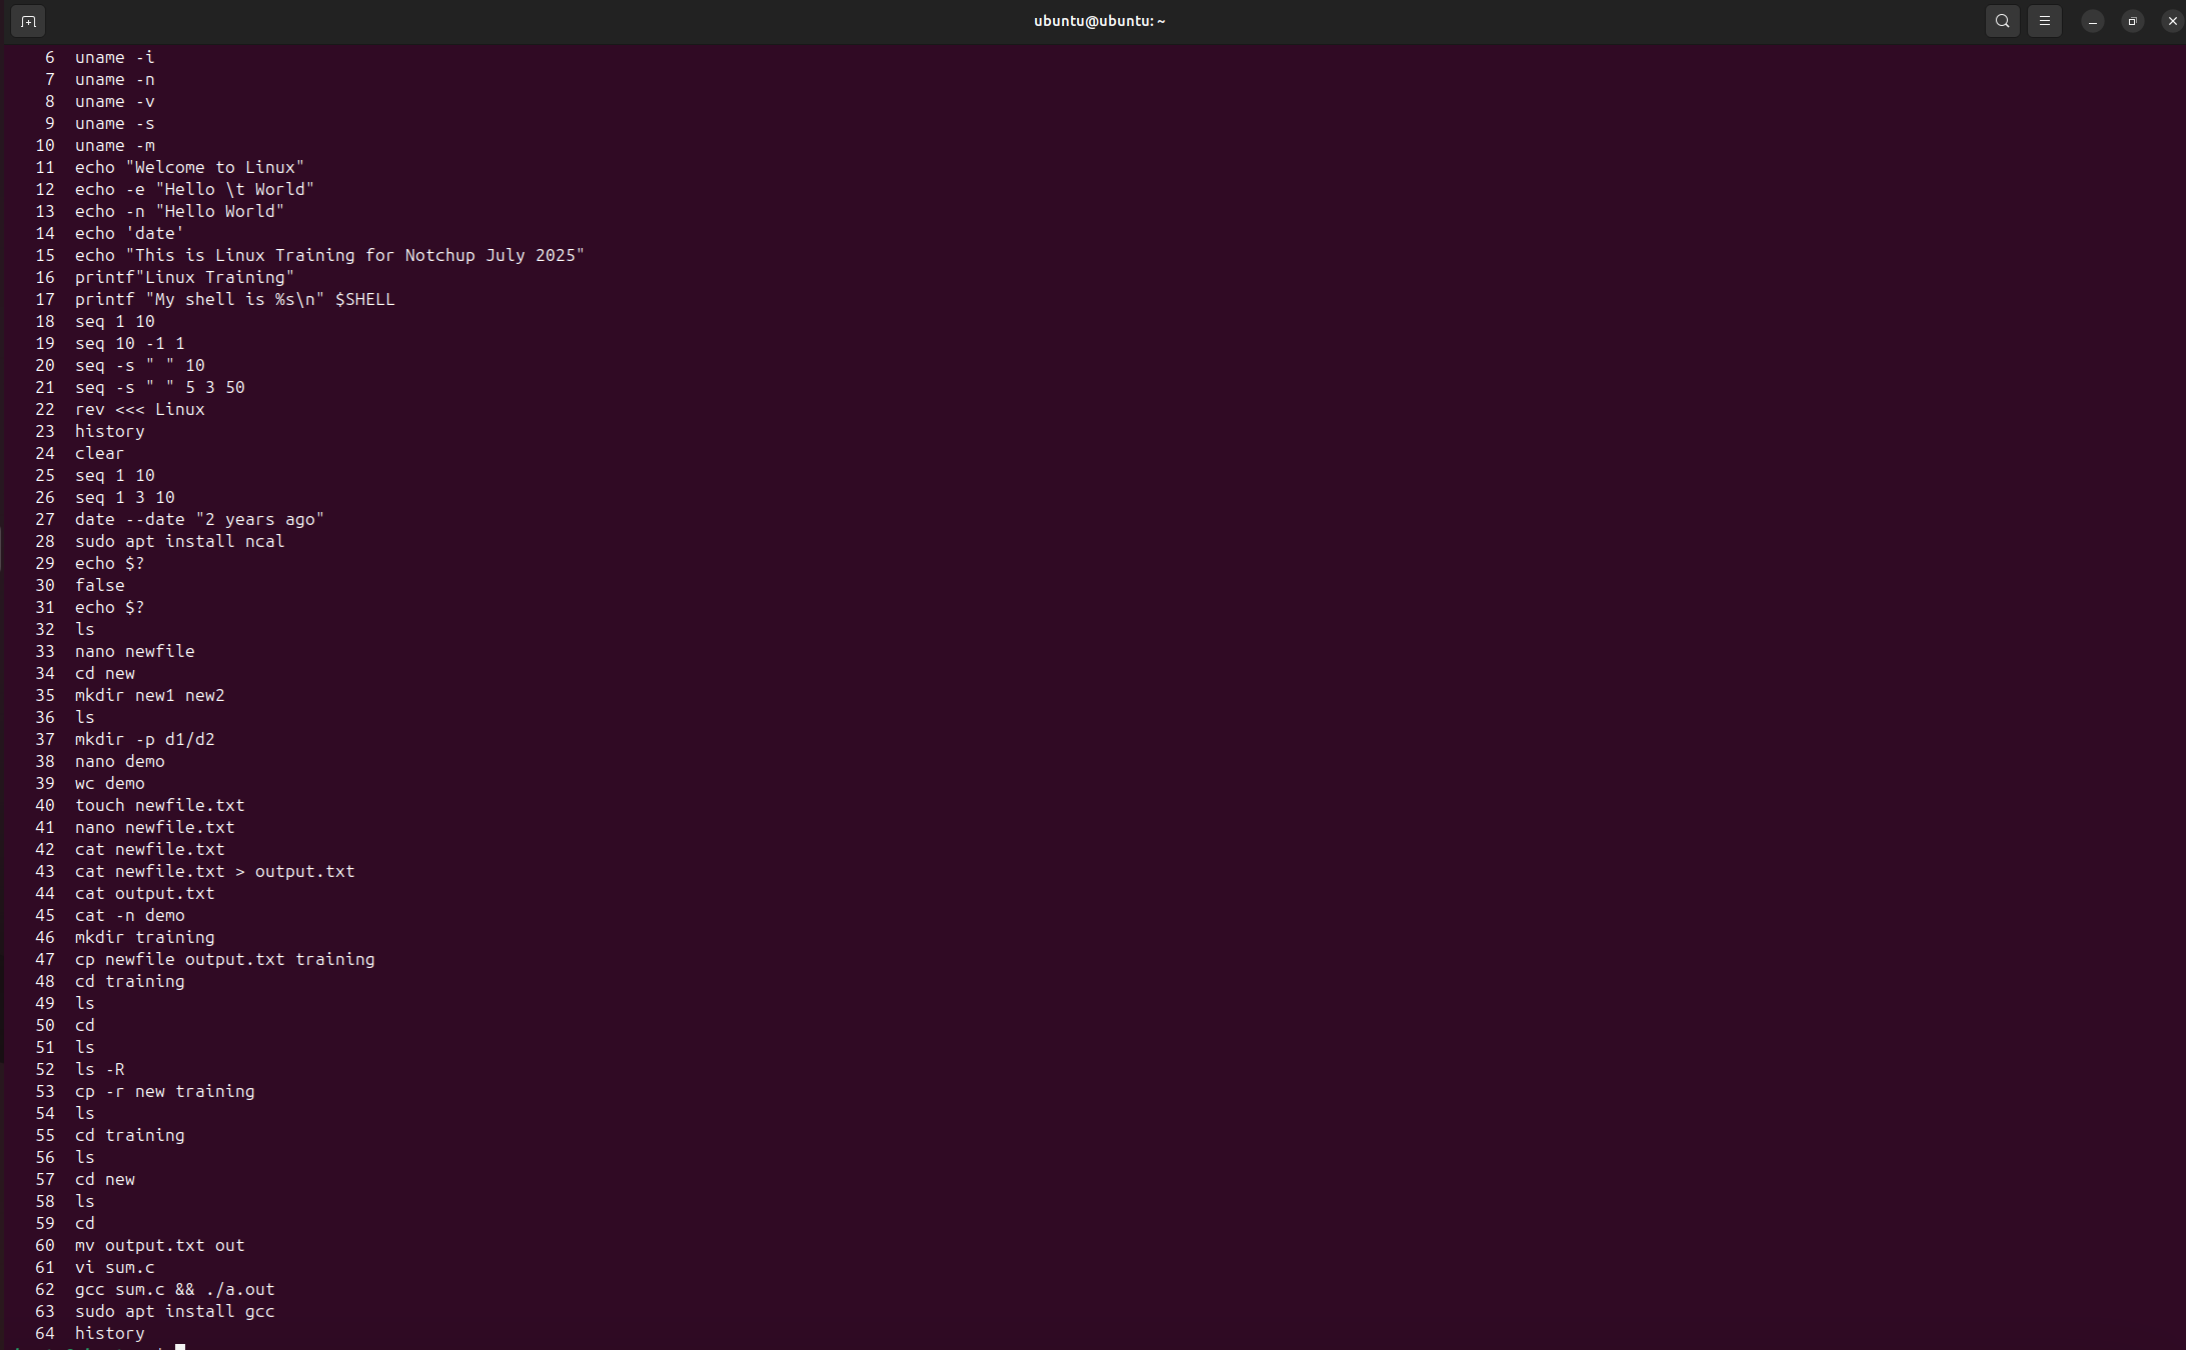 ubuntu@ubuntu: ~
6 uname -i
7 uname -n
8 uname -v
9 uname -s
10 uname -m
11 echo "Welcome to Linux"
12 echo -e "Hello \t World"
13 echo -n "Hello World"
14 echo 'date'
15 echo "This is Linux Training for Notchup July 2025"
16 printf"Linux Training"
17 printf "My shell is %s\n" $SHELL
18 seq 1 10
19 seq 10 -1 1
20 seq -s " " 10
21 seq -s " " 5 3 50
22 rev <<< Linux
23 history
24 clear
25 seq 1 10
26 seq 1 3 10
27 date --date "2 years ago"
28 sudo apt install ncal
29 echo $?
30 false
31 echo $?
32 ls
33 nano newfile
34 cd new
35 mkdir new1 new2
36 ls
37 mkdir -p d1/d2
38 nano demo
39 wc demo
40 touch newfile.txt
41 nano newfile.txt
42 cat newfile.txt
43 cat newfile.txt > output.txt
44 cat output.txt
45 cat -n demo
46 mkdir training
47 cp newfile output.txt training
48 cd training
49 ls
50 cd
51 ls
52 ls -R
53 cp -r new training
54 ls
55 cd training
56 ls
57 cd new
58 ls
59 cd
60 mv output.txt out
61 vi sum.c
62 gcc sum.c && ./a.out
63 sudo apt install gcc
64 history